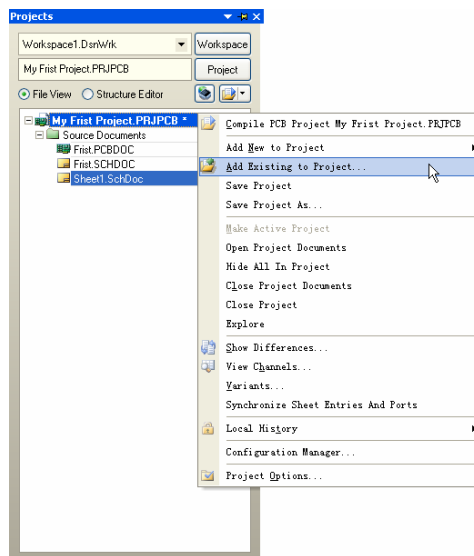 Projects
Workspace1.DsnWrk
Workspace
My Frist Project.PRJPCB
Project
File View
Structure Editor
My Frist Project.PRJPCB *
Source Documents
Frist.PCBDOC
Frist.SCHDOC
Sheet1.SchDoc
Compile PCB Project My Frist Project.PRJPCB
Add New to Project
Add Existing to Project...
Save Project
Save Project As...
Make Active Project
Open Project Documents
Hide All In Project
Close Project Documents
Close Project
Explore
Show Differences...
View Channels...
Variants...
Synchronize Sheet Entries And Ports
Local History
Configuration Manager...
Project Options...